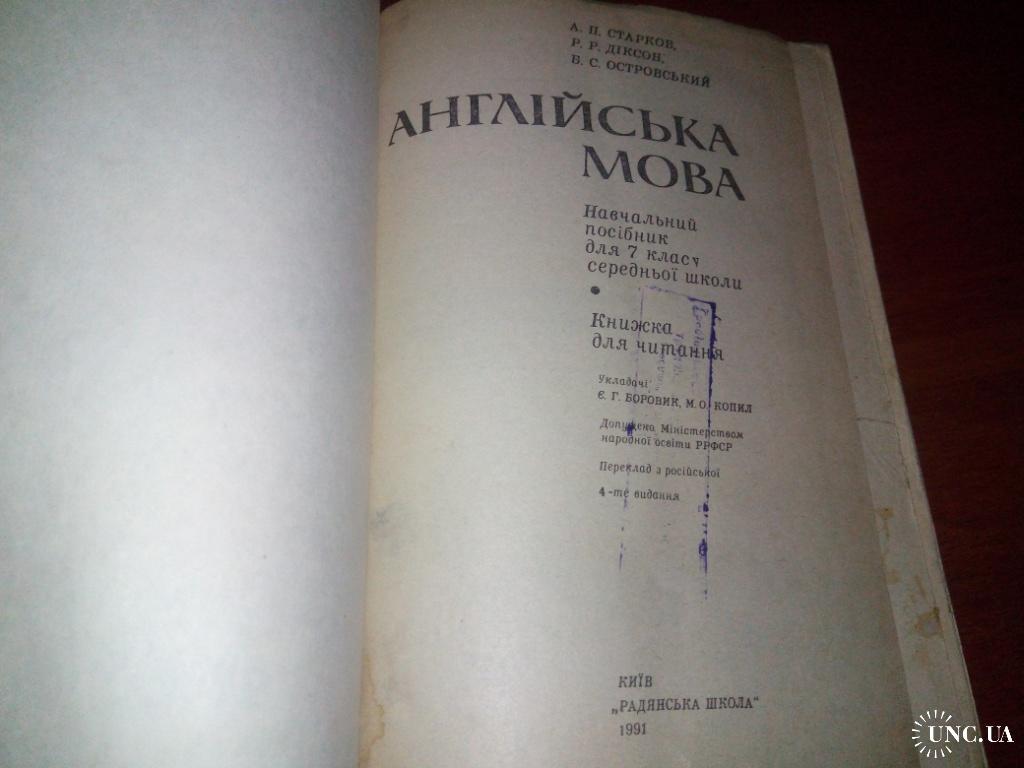 А. П. СТАРКОВ,
Р. Р. ДІКСОН,
Б. С. ОСТРОВСЬКИЙ
АНГЛІЙСЬКА
МОВА
Навчальний
посібник
для 7 класу
середньої школи
Книжка
для читання
Укладачі
Є. Г. БОРОВИК, М. О. КОПИЛ
Допущено Міністерством
народної освіти РРФСР
Переклад з російської
4-те видання
КИЇВ
„РАДЯНСЬКА ШКОЛА"
1991
UNC.UA